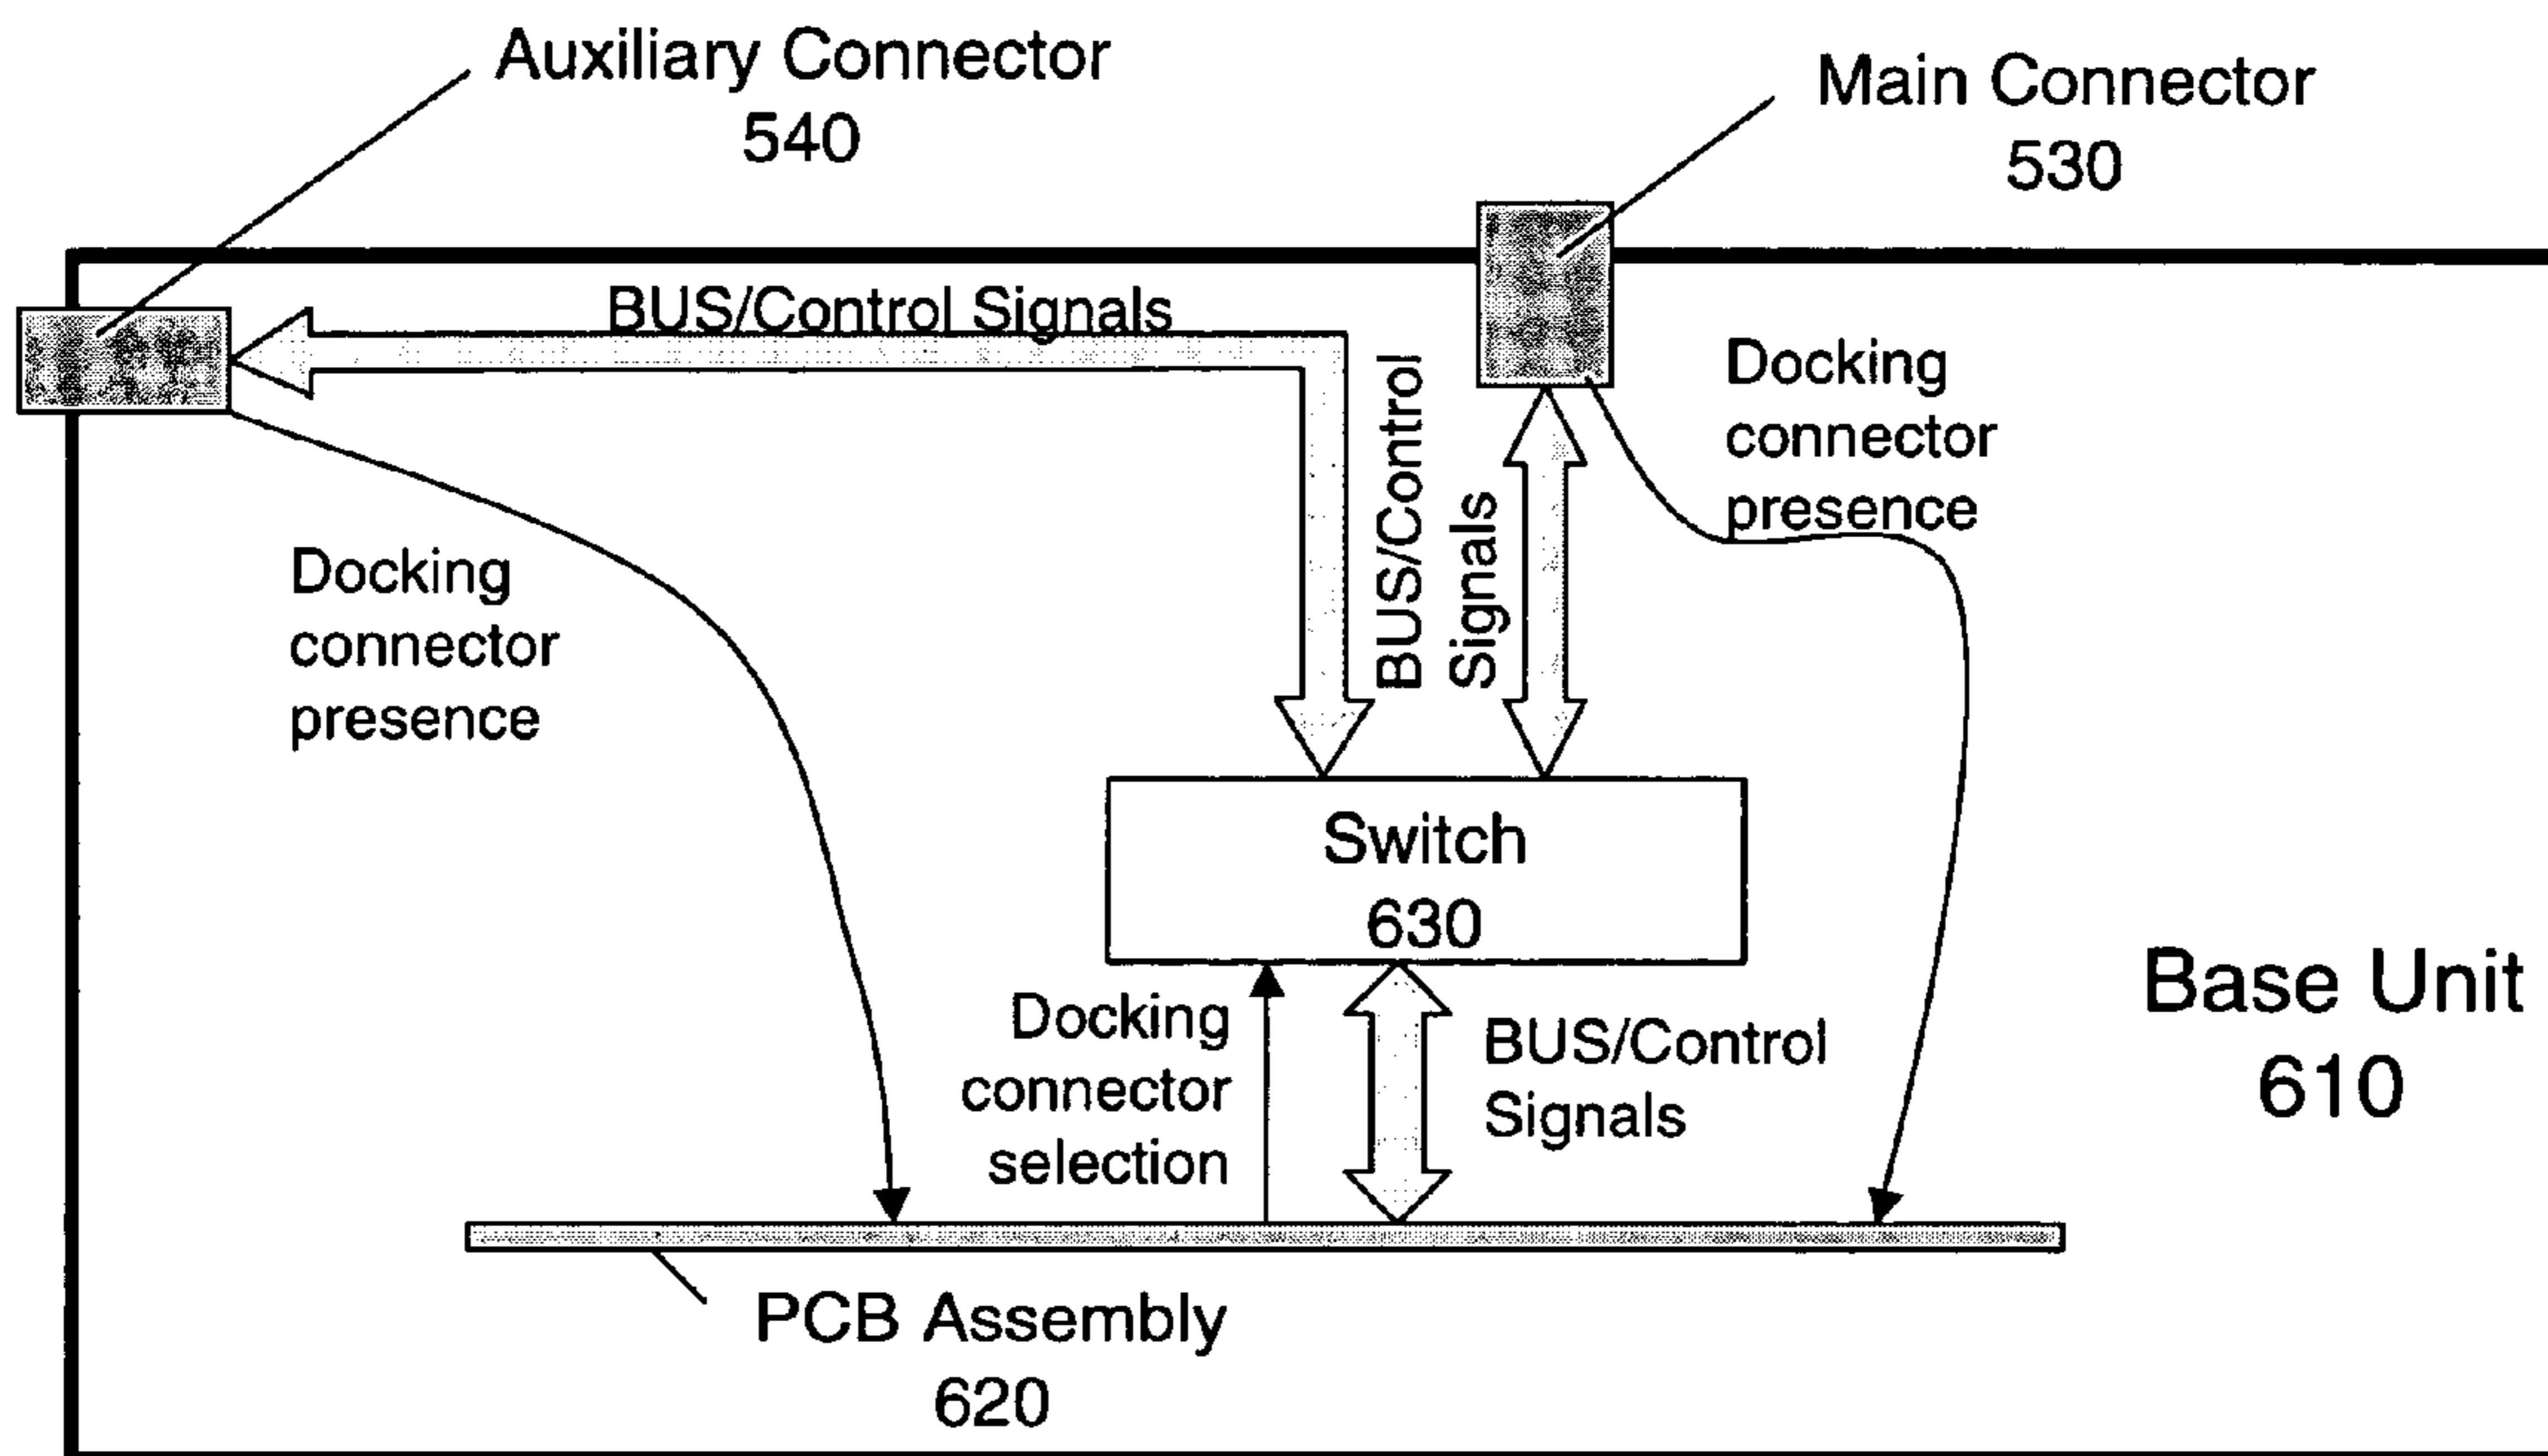 Auxiliary Connector
540
Main Connector
530
BUS/Control Signals
BUS/Control
Signals
Docking
connector
presence
Docking
connector
presence
Switch
630
Docking
connector
selection
BUS/Control
Signals
Base Unit
610
PCB Assembly
620